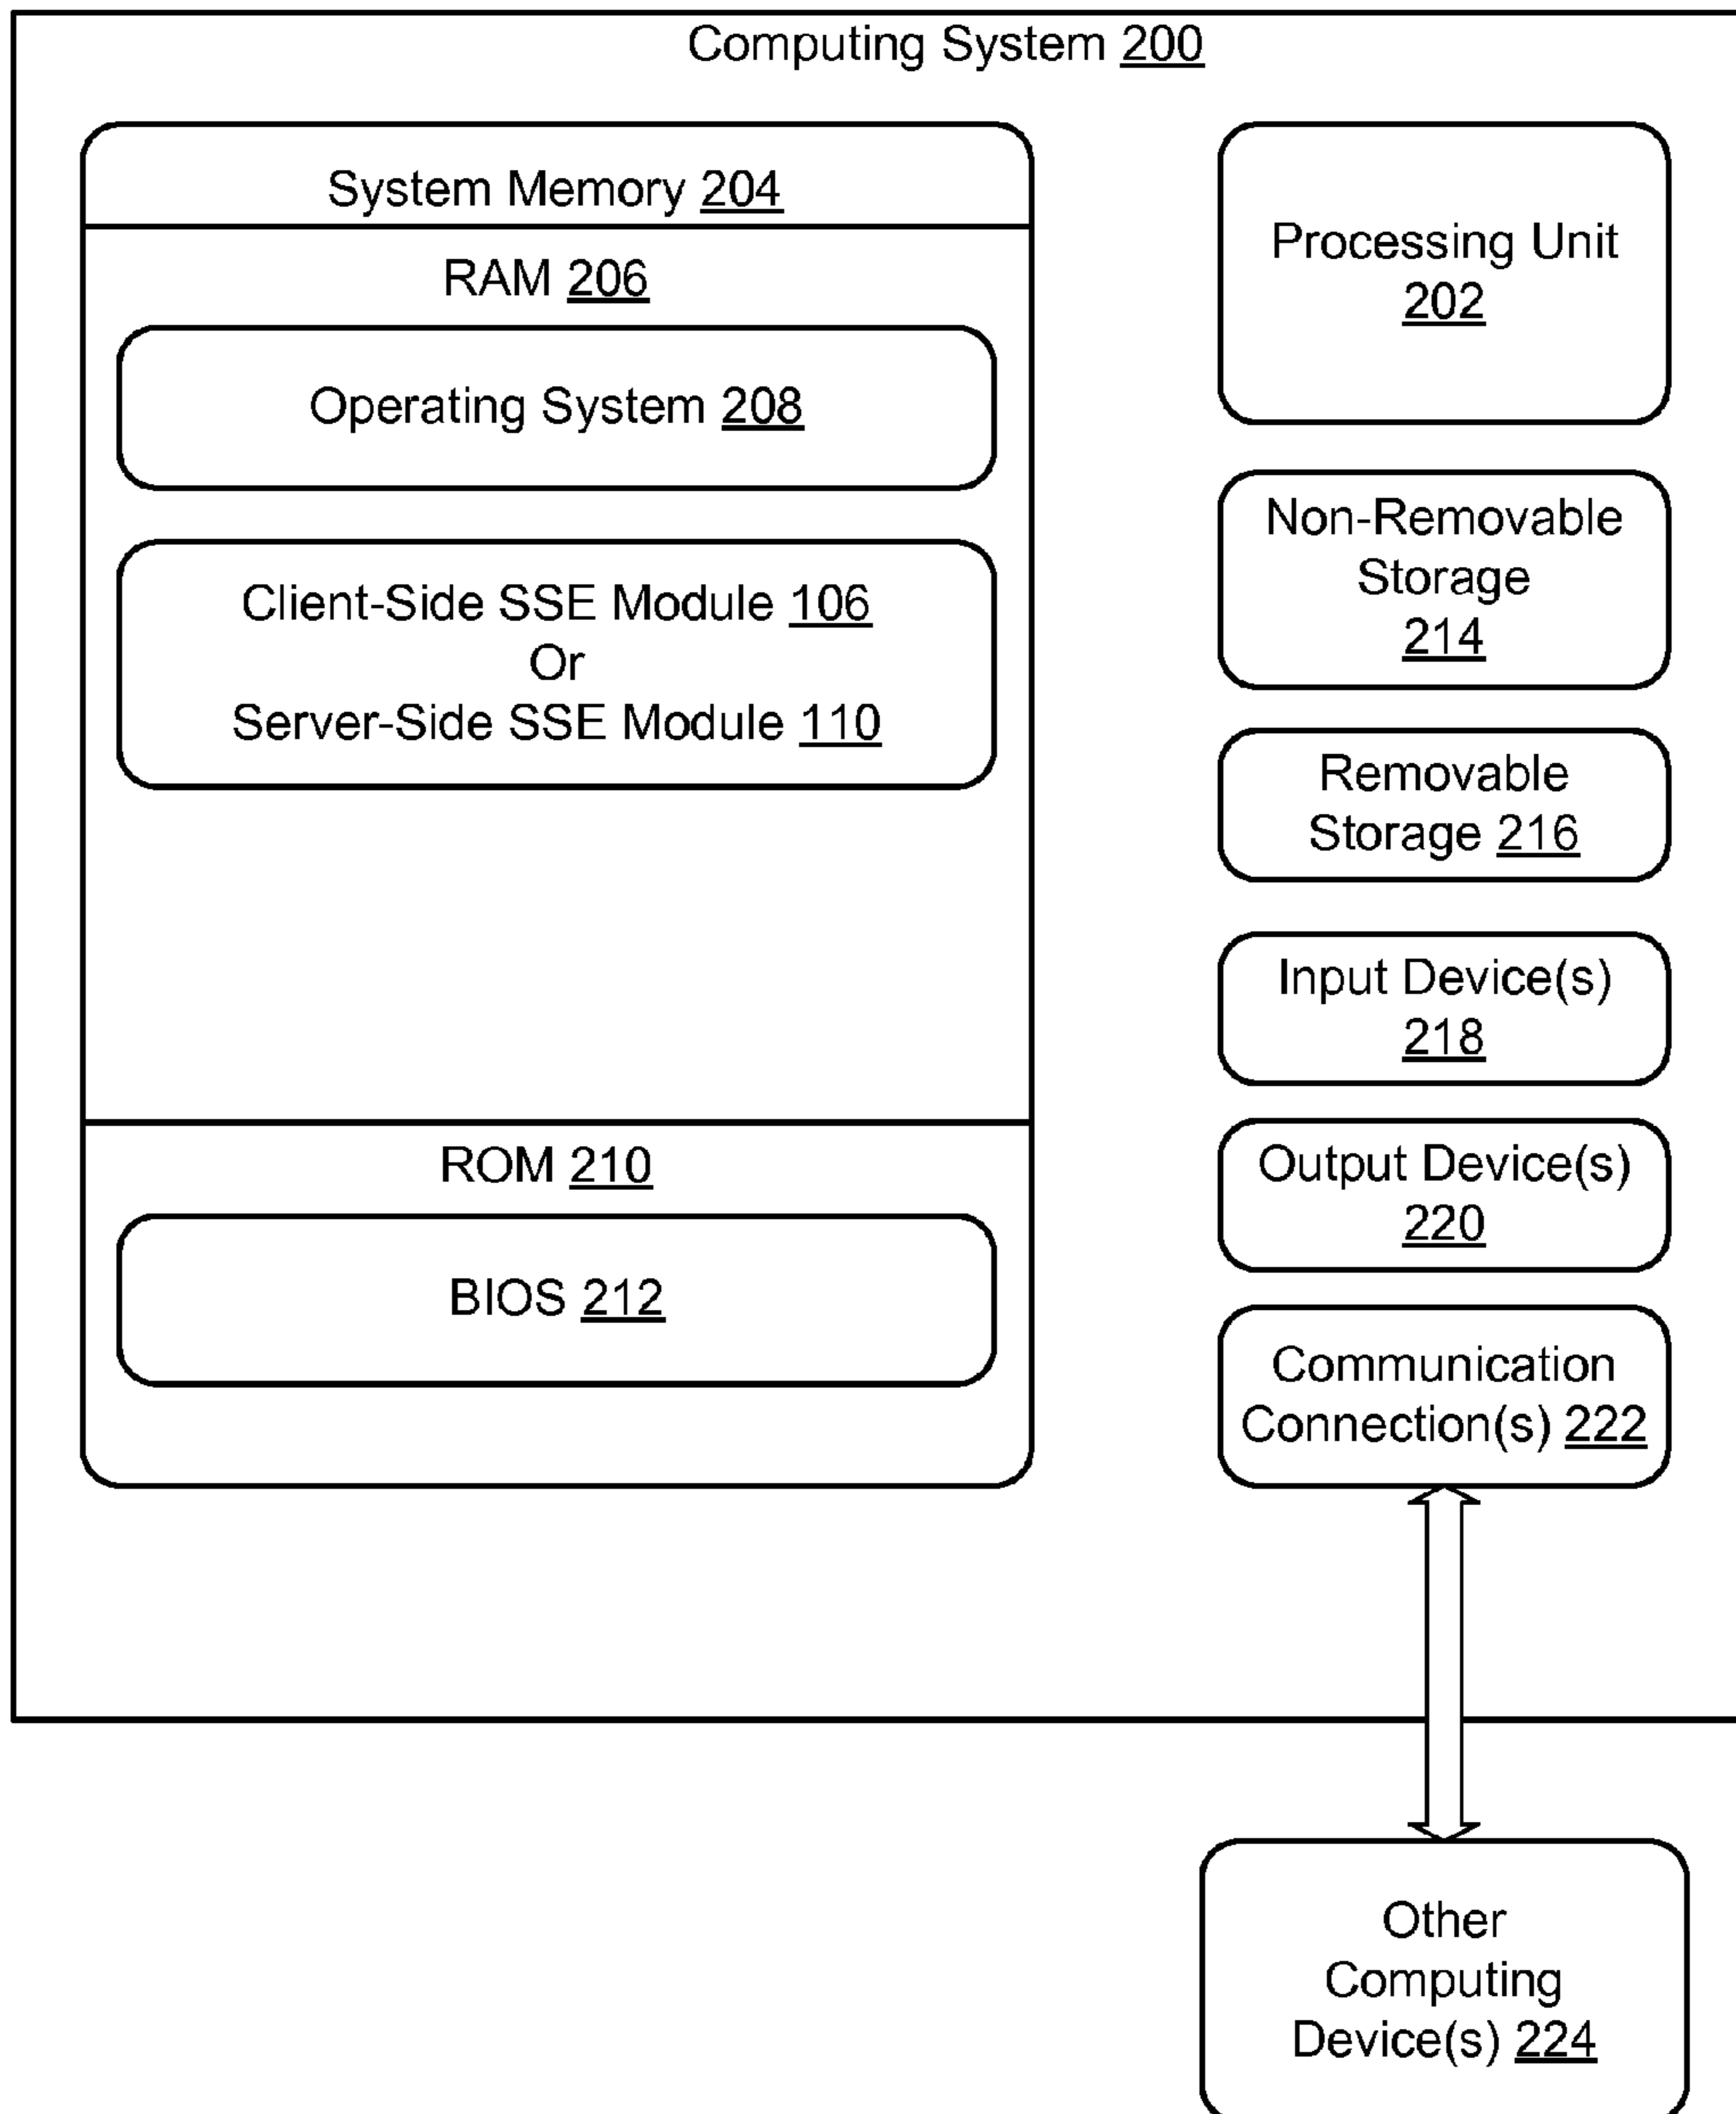 Computing System 200
System Memory 204
RAM 206
Operating System 208
Client-Side SSE Module 106
Or
Server-Side SSE Module 110
ROM 210
BIOS 212
Processing Unit
202
Non-Removable
Storage
214
Removable
Storage 216
Input Device(s)
218
Output Device(s)
220
Communication
Connection(s) 222
Other
Computing
Device(s) 224